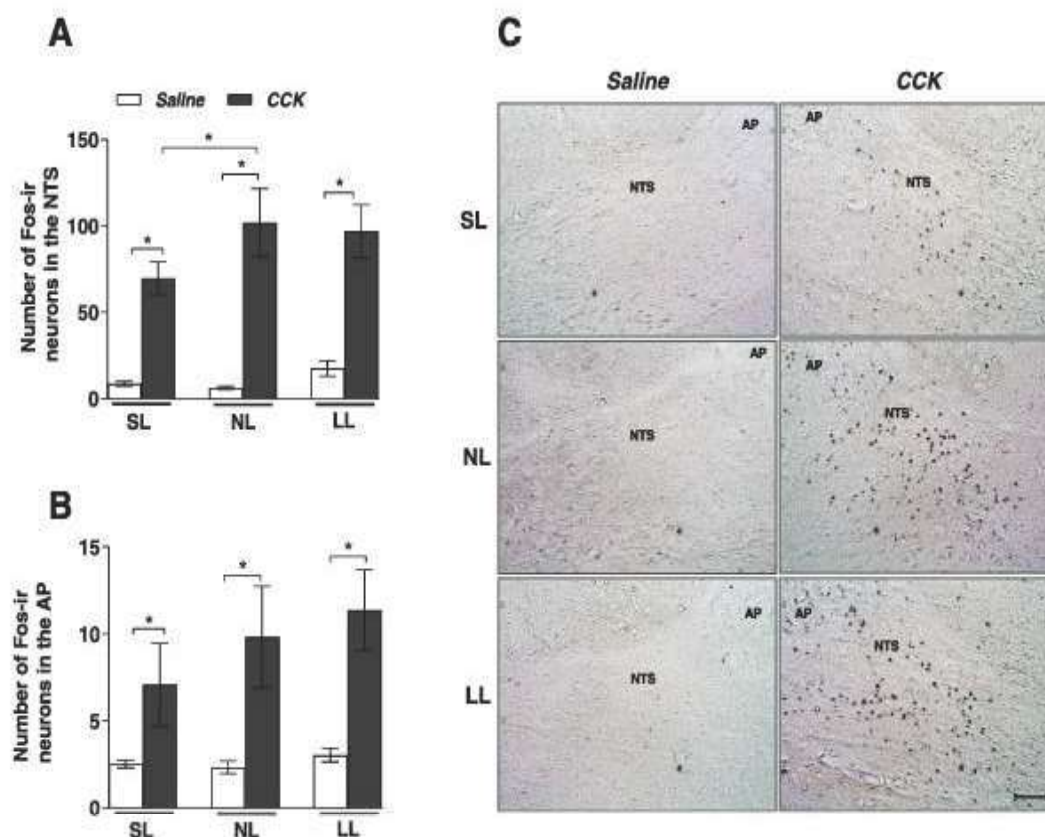 A
Saline CCK
Number of Fos-ir
neurons in the NTS
150
100
50
0
*
*
*
*
SL NL LL
B
Number of Fos-ir
neurons in the AP
15
10
5
0
*
*
*
SL NL LL
C
Saline CCK
SL
AP
NTS
AP
NTS
NL
AP
NTS
AP
NTS
LL
AP
NTS
AP
NTS